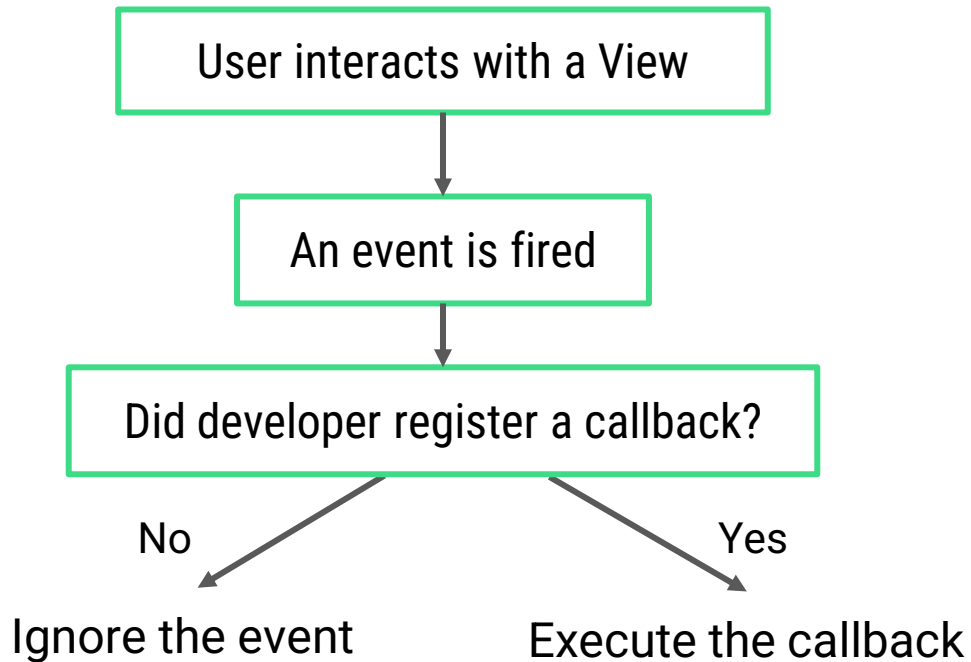 User interacts with a View
An event is fired
Did developer register a callback?
No
Yes
Ignore the event
Execute the callback